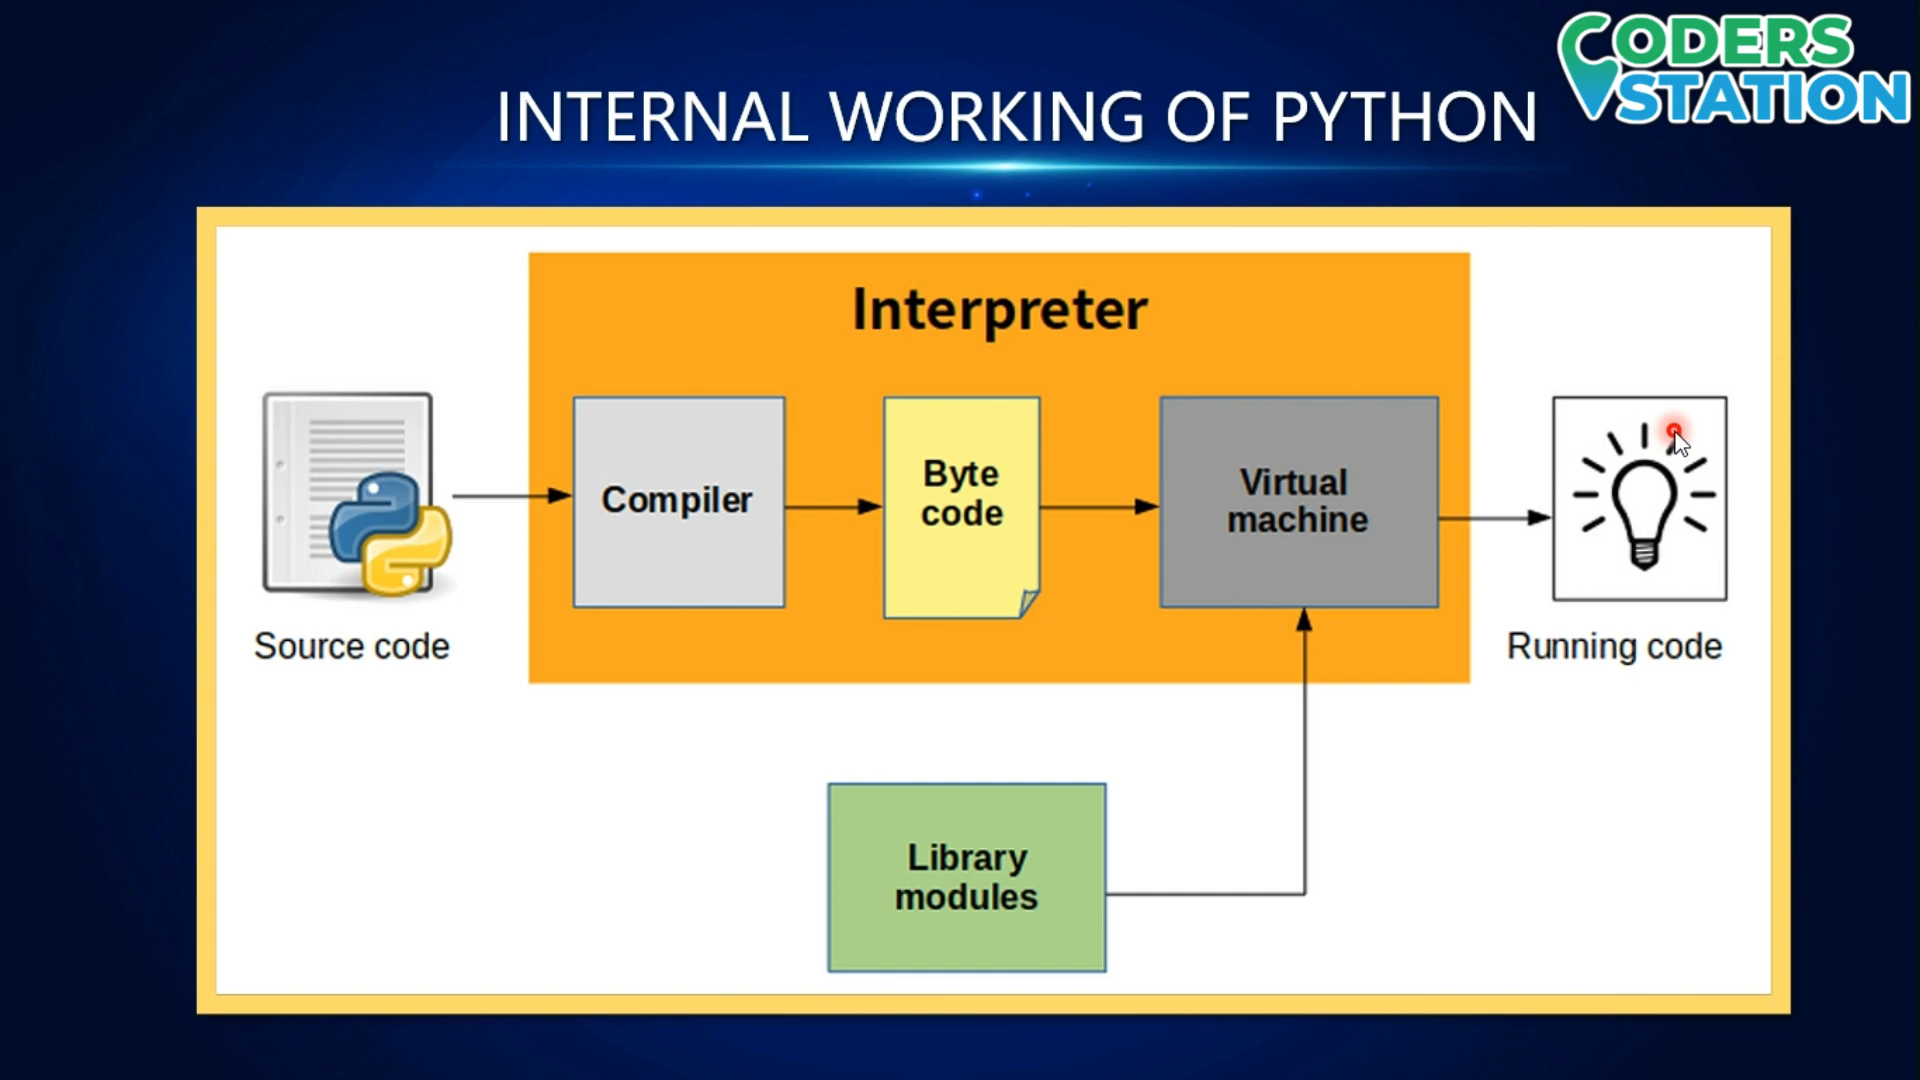 CODERS
STATION
INTERNAL WORKING OF PYTHON
Interpreter
Compiler
Byte
code
Virtual
machine
Source code
Running code
Library
modules